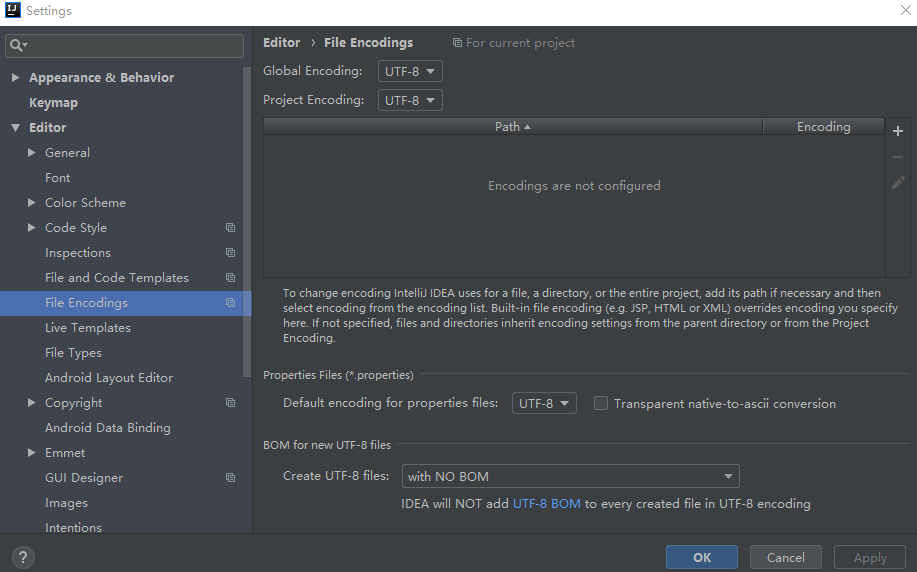 IJ Settings
Appearance & Behavior
Keymap
Editor
General
Font
Color Scheme
Code Style
Inspections
File and Code Templates
File Encodings
Live Templates
File Types
Android Layout Editor
Copyright
Android Data Binding
Emmet
GUI Designer
Images
Intentions
Editor › File Encodings For current project
Global Encoding: UTF-8
Project Encoding: UTF-8
Path Encoding
Encodings are not configured
To change encoding IntelliJ IDEA uses for a file, a directory, or the entire project, add its path if necessary and then
select encoding from the encoding list. Built-in file encoding (e.g. JSP, HTML or XML) overrides encoding you specify
here. If not specified, files and directories inherit encoding settings from the parent directory or from the Project
Encoding.
Properties Files (*.properties)
Default encoding for properties files: UTF-8 Transparent native-to-ascii conversion
BOM for new UTF-8 files
Create UTF-8 files: with NO BOM
IDEA will NOT add UTF-8 BOM to every created file in UTF-8 encoding
? OK Cancel Apply